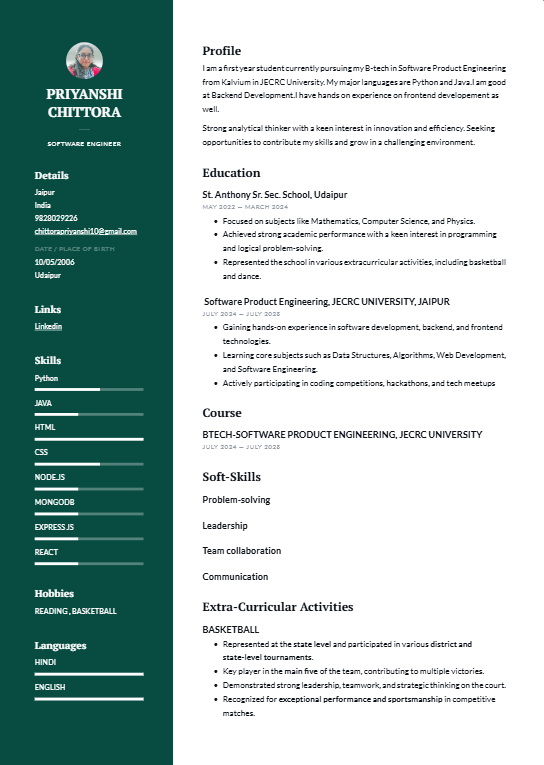 PRIYANSHI
CHITTORA
SOFTWARE ENGINEER
Details
Jaipur
India
9828029226
chittorapriyanshi10@gmail.com
DATE / PLACE OF BIRTH
10/05/2006
Udaipur
Links
Linkedin
Skills
Python
JAVA
HTML
CSS
NODEJS
MONGODB
EXPRESS JS
REACT
Hobbies
READING , BASKETBALL
Languages
HINDI
ENGLISH
Profile
I am a first year student currently pursuing my B-tech in Software Product Engineering
from Kalvium in JECRC University. My major languages are Python and Java.I am good
at Backend Development.I have hands on experience on frontend developement as
well.
Strong analytical thinker with a keen interest in innovation and efficiency. Seeking
opportunities to contribute my skills and grow in a challenging environment.
Education
St. Anthony Sr. Sec. School, Udaipur
MAY 2022 — MARCH 2024
• Focused on subjects like Mathematics, Computer Science, and Physics.
• Achieved strong academic performance with a keen interest in programming
and logical problem-solving.
• Represented the school in various extracurricular activities, including basketball
and dance.
Software Product Engineering, JECRC UNIVERSITY, JAIPUR
JULY 2024 — JULY 2028
• Gaining hands-on experience in software development, backend, and frontend
technologies.
• Learning core subjects such as Data Structures, Algorithms, Web Development,
and Software Engineering.
• Actively participating in coding competitions, hackathons, and tech meetups
Course
BTECH-SOFTWARE PRODUCT ENGINEERING, JECRC UNIVERSITY
JULY 2024 — JULY 2028
Soft-Skills
Problem-solving
Leadership
Team collaboration
Communication
Extra-Curricular Activities
BASKETBALL
• Represented at the state level and participated in various district and
state-level tournaments.
• Key player in the main five of the team, contributing to multiple victories.
• Demonstrated strong leadership, teamwork, and strategic thinking on the court.
• Recognized for exceptional performance and sportsmanship in competitive
matches.